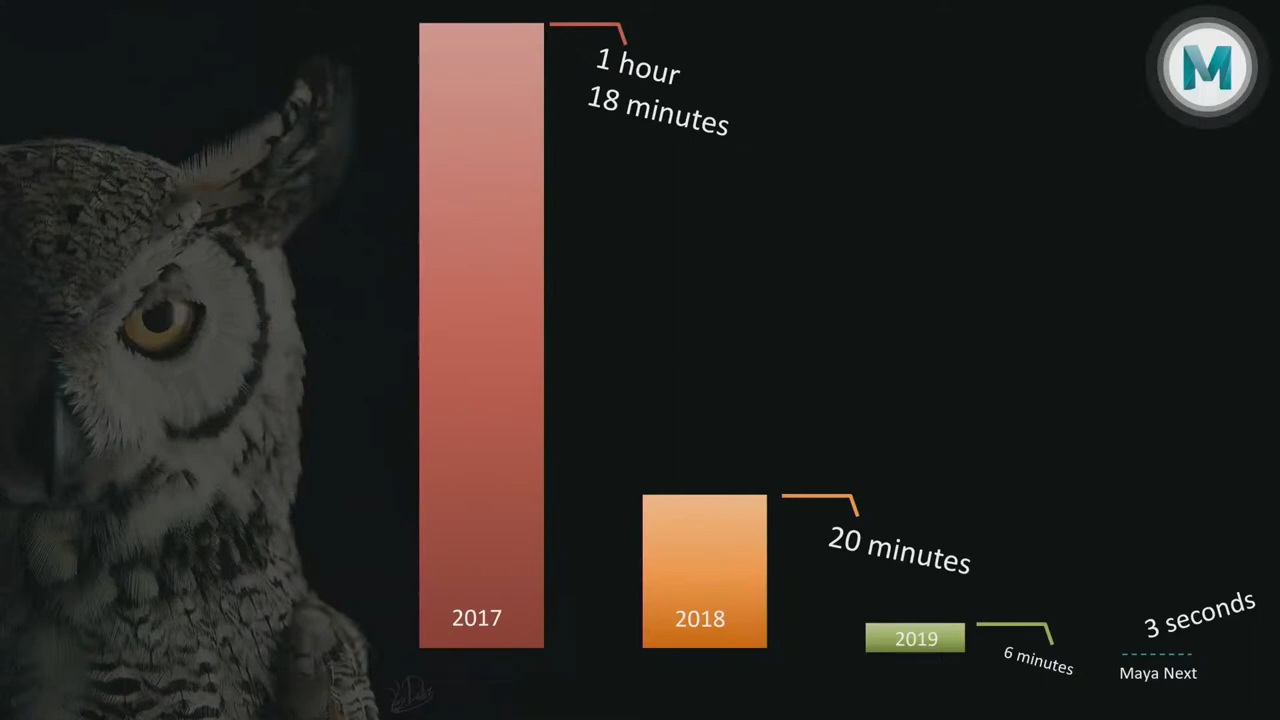 M
1 hour
18 minutes
2017
20 minutes
2018
2019
6 minutes
3 seconds
Maya Next